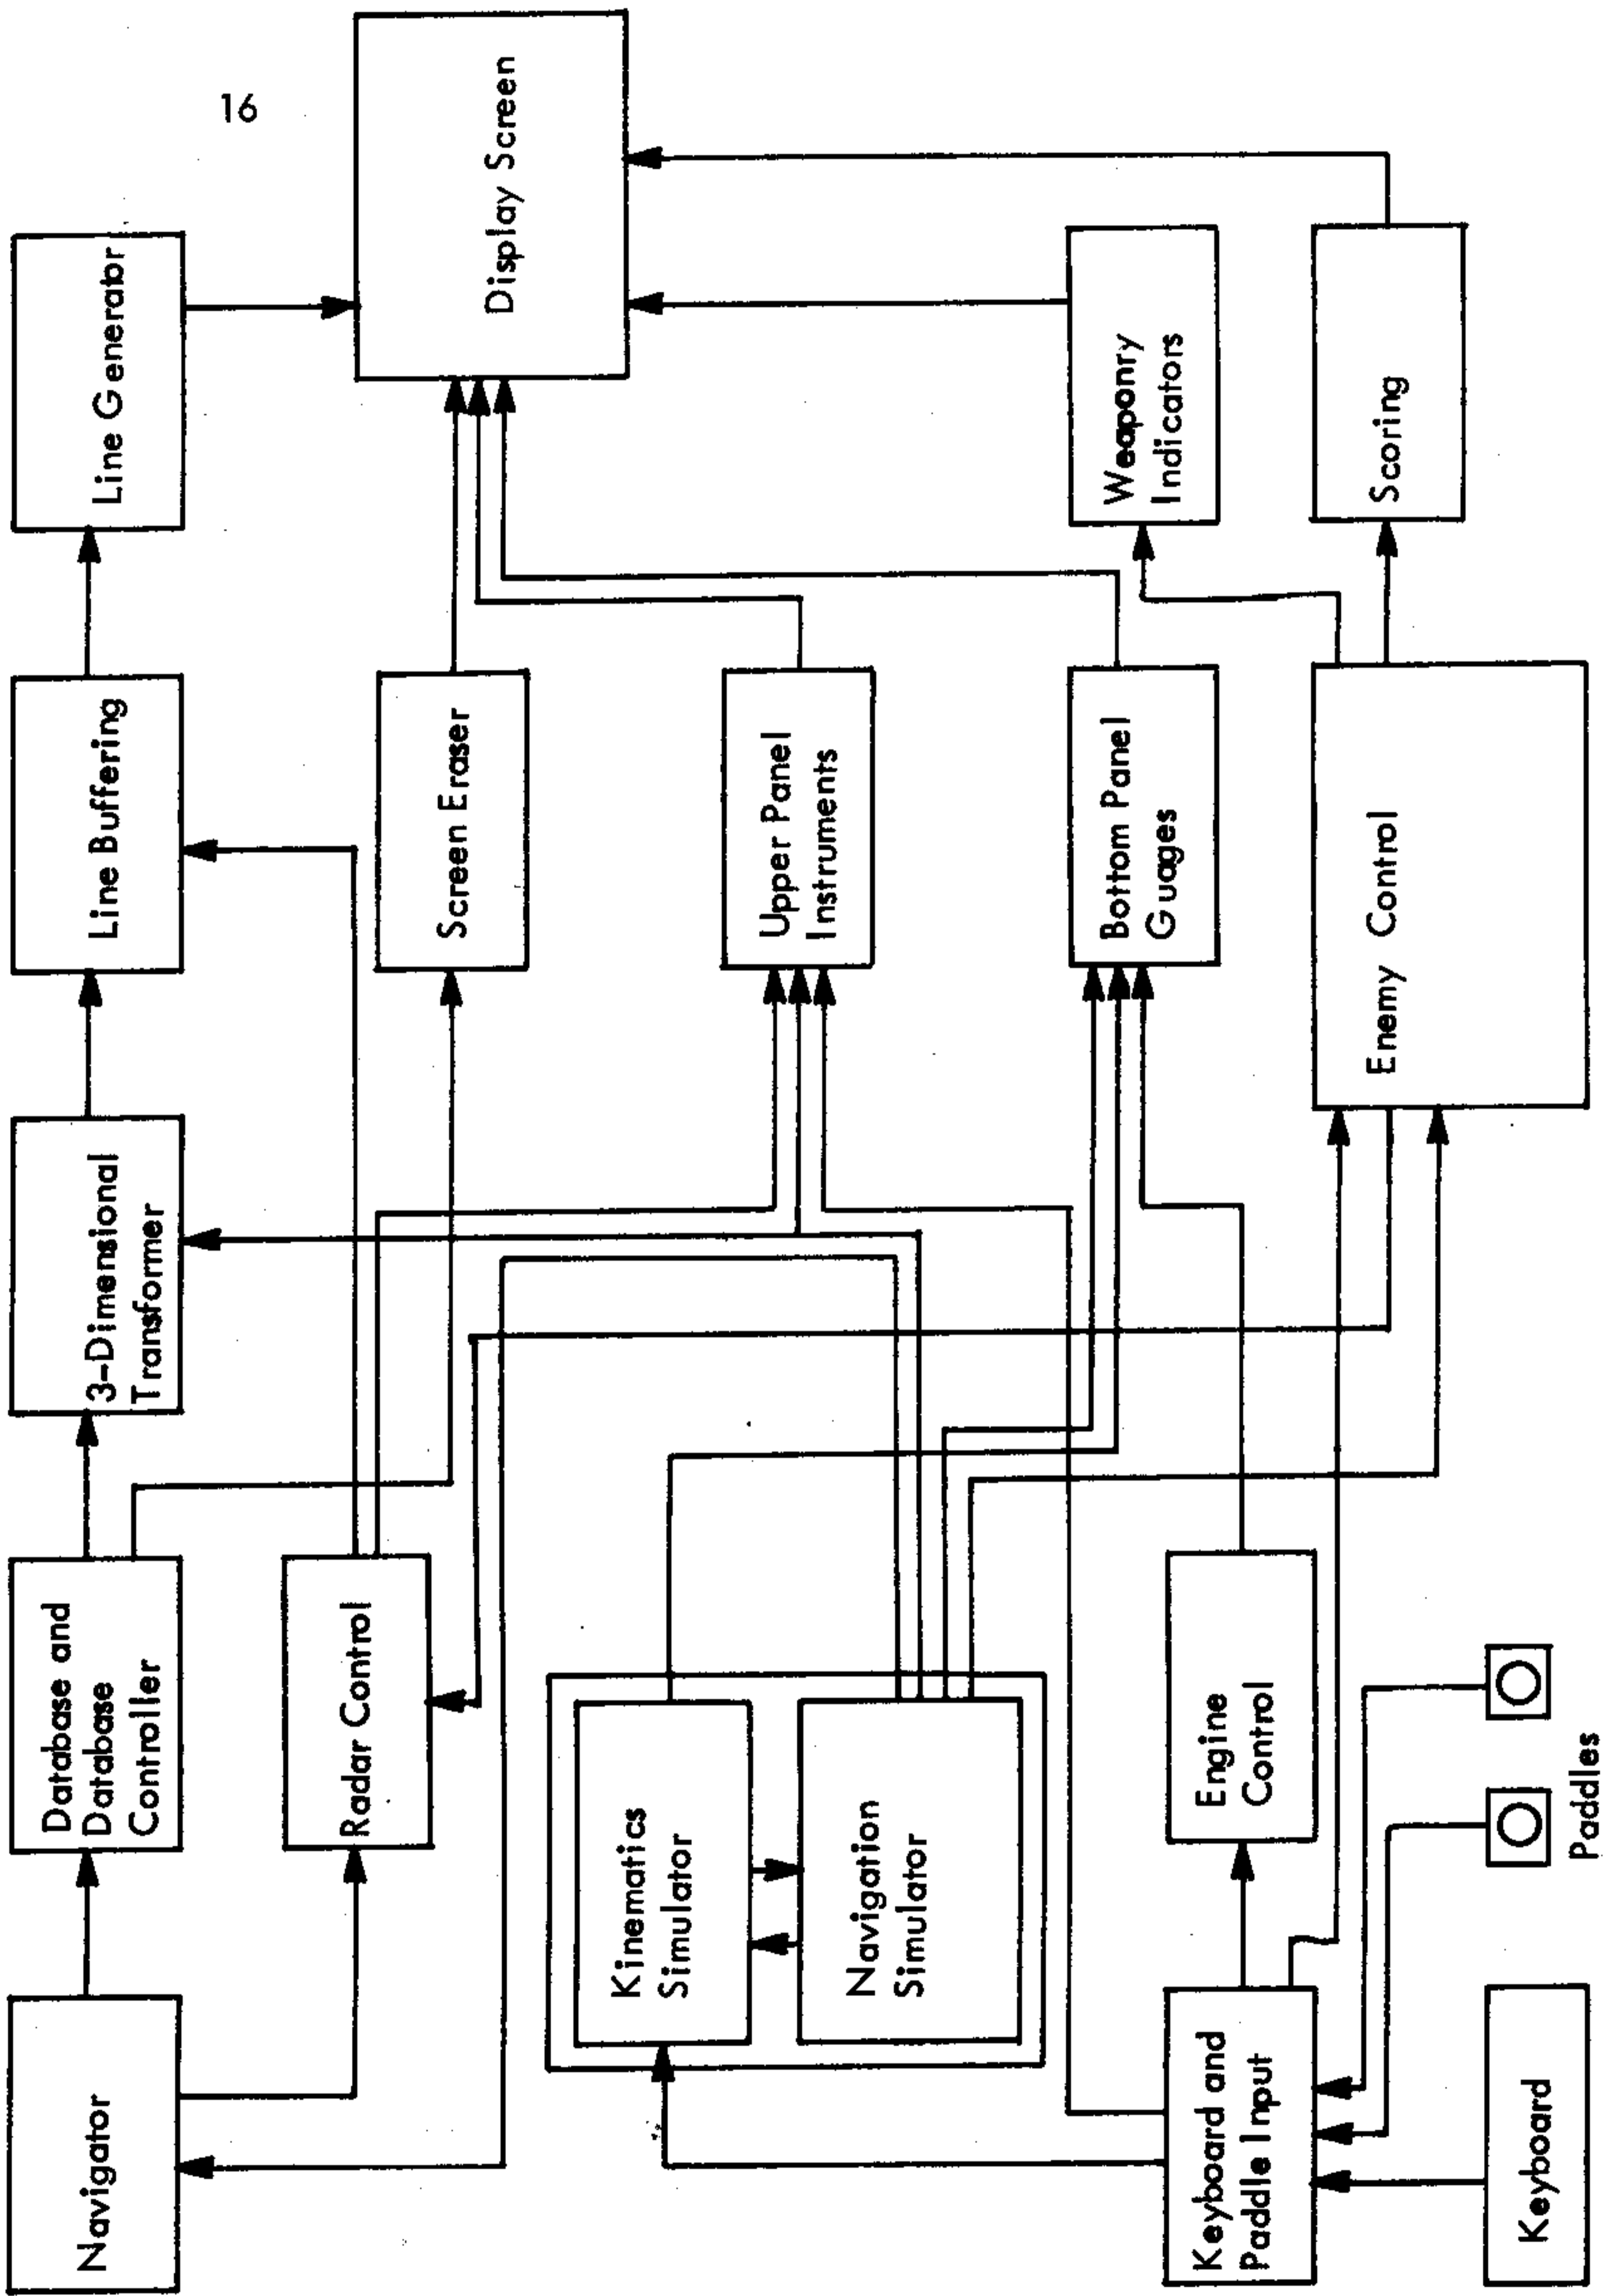 16
Navigator
Database and
Database
Controller
3-Dimensional
Transformer
Line Buffering
Line Generator
Radar Control
Screen Eraser
Display Screen
Kinematics
Simulator
Navigation
Simulator
Upper Panel
Instruments
Bottom Panel
Guages
Weaponry
Indicators
Engine
Control
Keyboard and
Paddle Input
Enemy Control
Scoring
Keyboard
Paddles